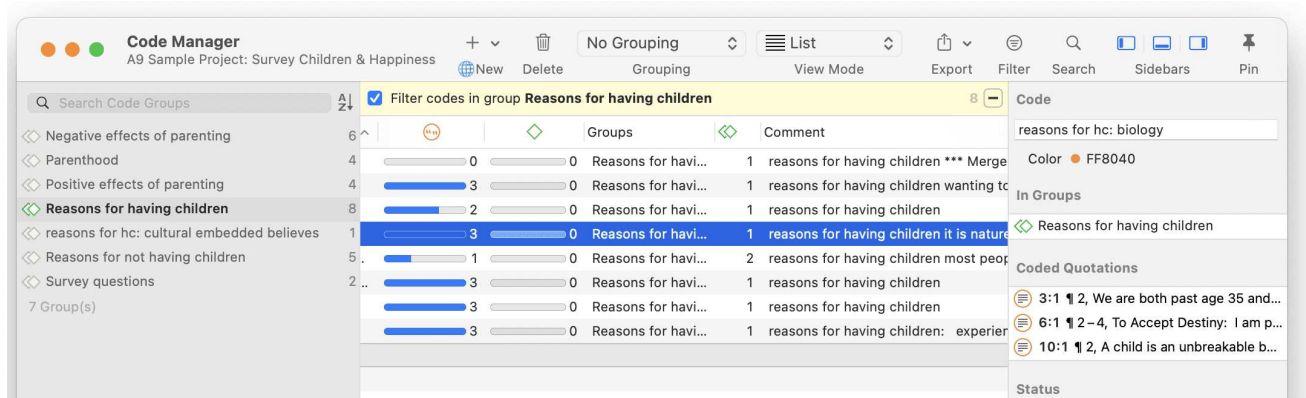 Code Manager
A9 Sample Project: Survey Children & Happiness
New
Delete
No Grouping
Grouping
List
View Mode
Export
Filter
Search
Sidebars
Pin
Search Code Groups
Negative effects of parenting 6
Parenthood 4
Positive effects of parenting 4
Reasons for having children 8
reasons for hc: cultural embedded believes 1
Reasons for not having children 5
Survey questions 2
7 Group(s)
Filter codes in group Reasons for having children 8
Groups Comment
0 0 Reasons for havi... 1 reasons for having children *** Merge
3 0 Reasons for havi... 1 reasons for having children wanting to
2 0 Reasons for havi... 1 reasons for having children
3 0 Reasons for havi... 1 reasons for having children it is nature
. 1 0 Reasons for havi... 2 reasons for having children most peop
.. 3 0 Reasons for havi... 1 reasons for having children
3 0 Reasons for havi... 1 reasons for having children
3 0 Reasons for havi... 1 reasons for having children: experien
Code
reasons for hc: biology
Color FF8040
In Groups
Reasons for having children
Coded Quotations
3:1 ¶ 2, We are both past age 35 and...
6:1 ¶ 2 – 4, To Accept Destiny: I am p...
10:1 ¶ 2, A child is an unbreakable b...
Status